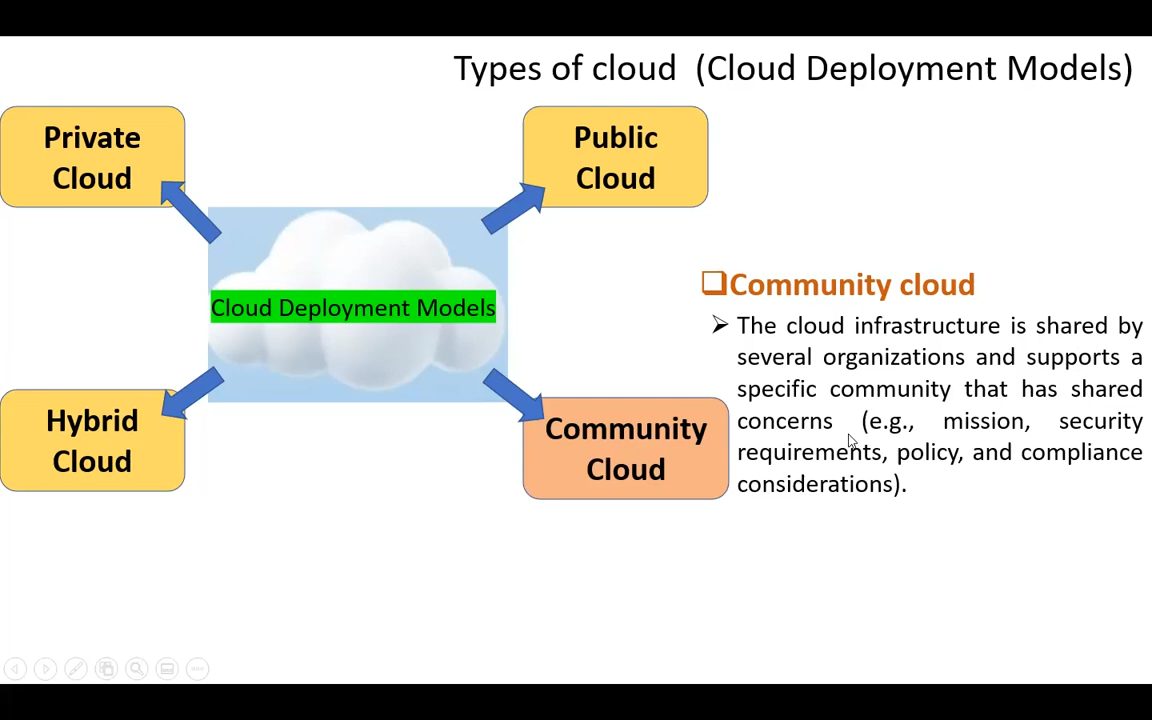 Types of cloud  (Cloud Deployment Models)
Private
Cloud
Public
Cloud
Cloud Deployment Models
Hybrid
Cloud
Community
Cloud
Community cloud
The cloud infrastructure is shared by
several organizations and supports a
specific community that has shared
concerns (e.g., mission, security
requirements, policy, and compliance
considerations).